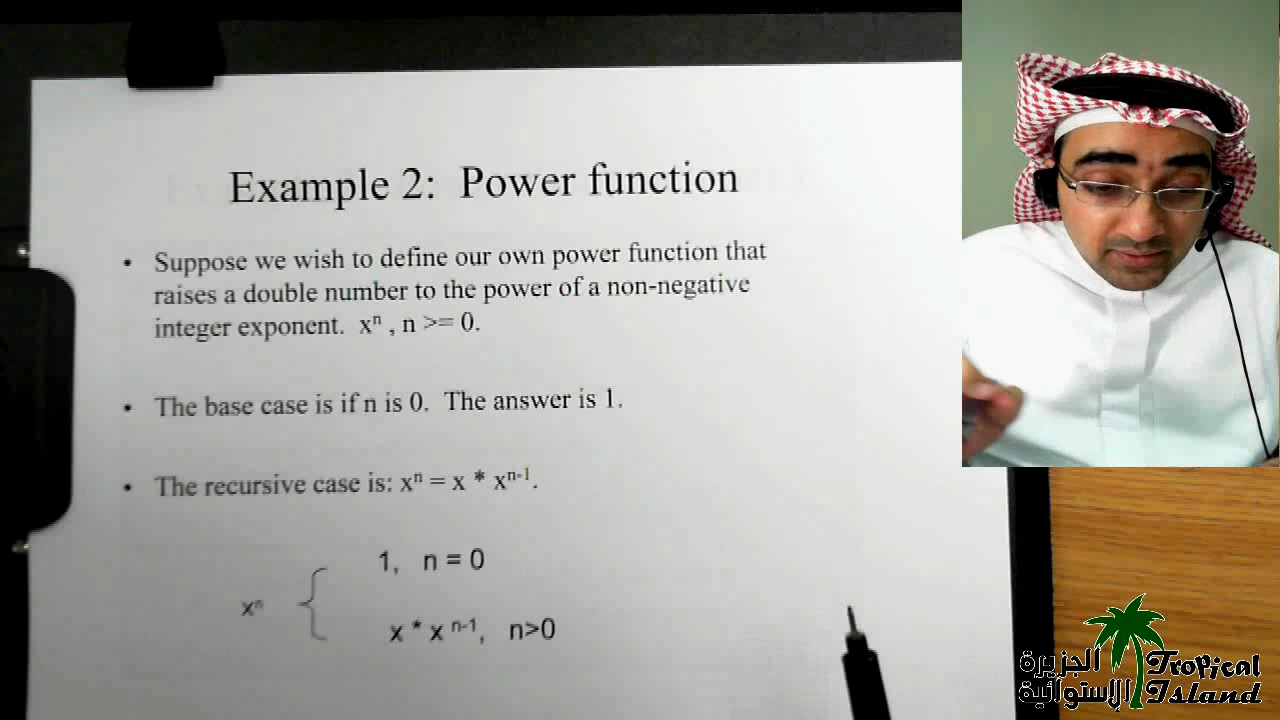 Example 2: Power function
• Suppose we wish to define our own power function that
raises a double number to the power of a non-negative
integer exponent. xⁿ , n >= 0.
• The base case is if n is 0. The answer is 1.
• The recursive case is: xⁿ = x * xⁿ⁻¹.
1, n = 0
xⁿ {
x * x ⁿ⁻¹, n>0
الجزيرة الإستوائية
Tropical
Island